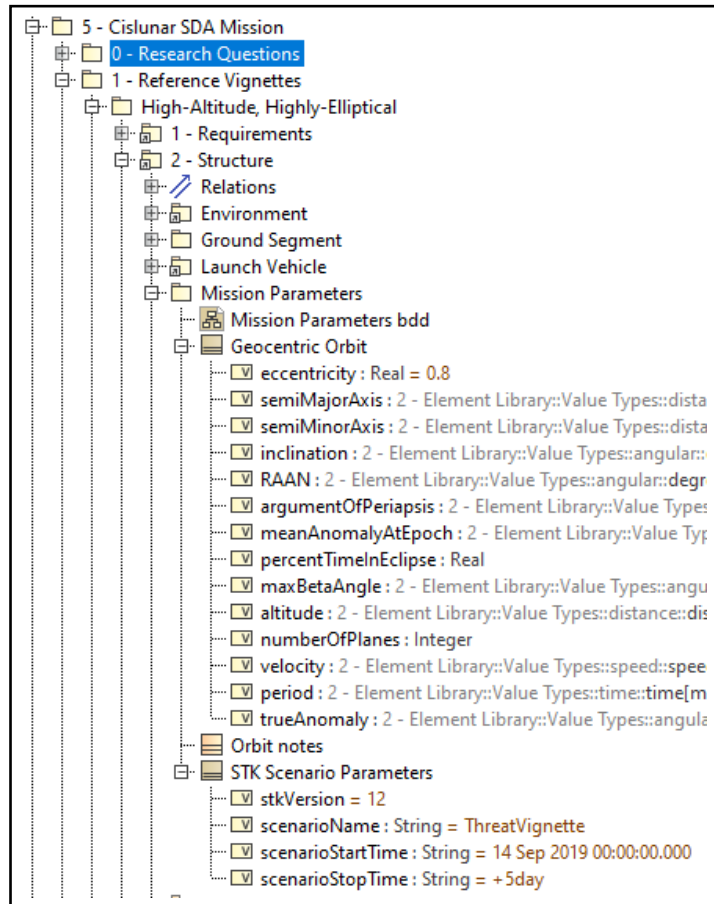 5 - Cislunar SDA Mission
0 - Research Questions
1 - Reference Vignettes
High-Altitude, Highly-Elliptical
1 - Requirements
2 - Structure
Relations
Environment
Ground Segment
Launch Vehicle
Mission Parameters
Mission Parameters bdd
Geocentric Orbit
V eccentricity : Real = 0.8
V semiMajorAxis : 2 - Element Library::Value Types::dista
V semiMinorAxis : 2 - Element Library::Value Types::dista
V inclination : 2 - Element Library::Value Types::angular::
V RAAN : 2 - Element Library::Value Types::angular::degr
V argumentOfPeriapsis : 2 - Element Library::Value Types
V meanAnomalyAtEpoch : 2 - Element Library::Value Typ
V percentTimeInEclipse : Real
V maxBetaAngle : 2 - Element Library::Value Types::angu
V altitude : 2 - Element Library::Value Types::distance::dis
V numberOfPlanes : Integer
V velocity : 2 - Element Library::Value Types::speed::spee
V period : 2 - Element Library::Value Types::time::time[m
V trueAnomaly : 2 - Element Library::Value Types::angula
Orbit notes
STK Scenario Parameters
V stkVersion = 12
V scenarioName : String = ThreatVignette
V scenarioStartTime : String = 14 Sep 2019 00:00:00.000
V scenarioStopTime : String = +5day